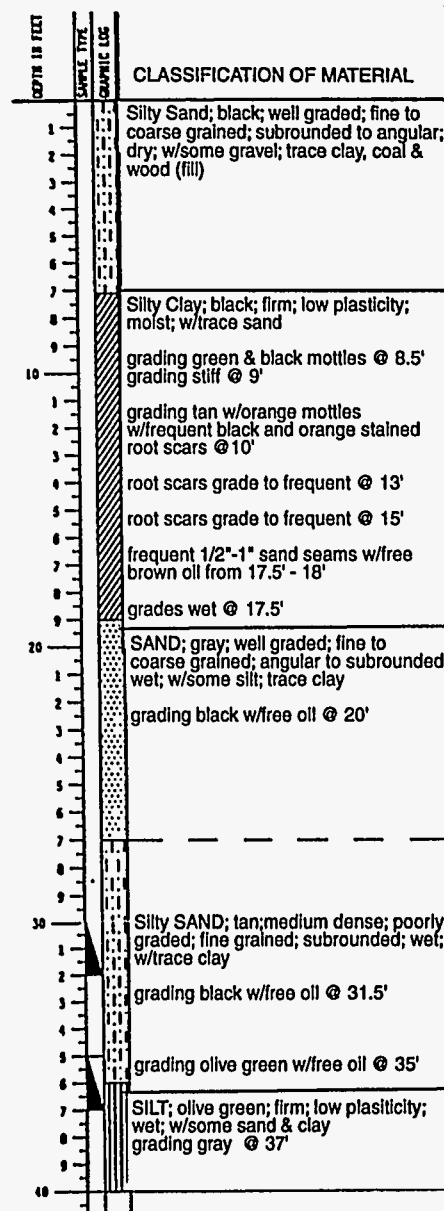 DEPTH IN FEET
SAMPLE TYPE
GRAPHIC LOG
CLASSIFICATION OF MATERIAL
Silty Sand; black; well graded; fine to
1
coarse grained; subrounded to angular;
2
dry; w/some gravel; trace clay, coal &
wood (fill)
3
4
5
6
7
Silty Clay; black; firm; low plasticity;
8
moist; w/trace sand
9
grading green & black mottles @ 8.5'
10
grading stiff @ 9'
1
grading tan w/orange mottles
2
w/frequent black and orange stained
3
root scars @10'
4
root scars grade to frequent @ 13'
5
root scars grade to frequent @ 15'
6
7
frequent 1/2"-1" sand seams w/free
brown oil from 17.5' - 18'
8
9
grades wet @ 17.5'
20
SAND; gray; well graded; fine to
coarse grained; angular to subrounded
1
wet; w/some silt; trace clay
2
grading black w/free oil @ 20'
3
4
5
6
7
8
9
30
Silty SAND; tan;medium dense; poorly
graded; fine grained; subrounded; wet;
1
w/trace clay
2
grading black w/free oil @ 31.5'
3
4
5
grading olive green w/free oil @ 35'
6
SILT; olive green; firm; low plasiticity;
7
wet; w/some sand & clay
8
grading gray @ 37'
9
40